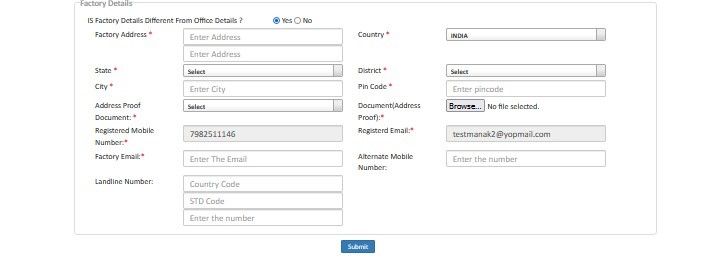 Factory Details
IS Factory Details Different From Office Details ? Yes No
Factory Address * Enter Address Country * INDIA
Enter Address
State * Select District * Select
City * Enter City Pin Code * Enter pincode
Address Proof Document: * Select Document(Address Proof):* Browse... No file selected.
Registered Mobile Number:* 7982511146 Registerd Email:* testmanak2@yopmail.com
Factory Email:* Enter The Email Alternate Mobile Number: Enter the number
Landline Number: Country Code
STD Code
Enter the number
Submit